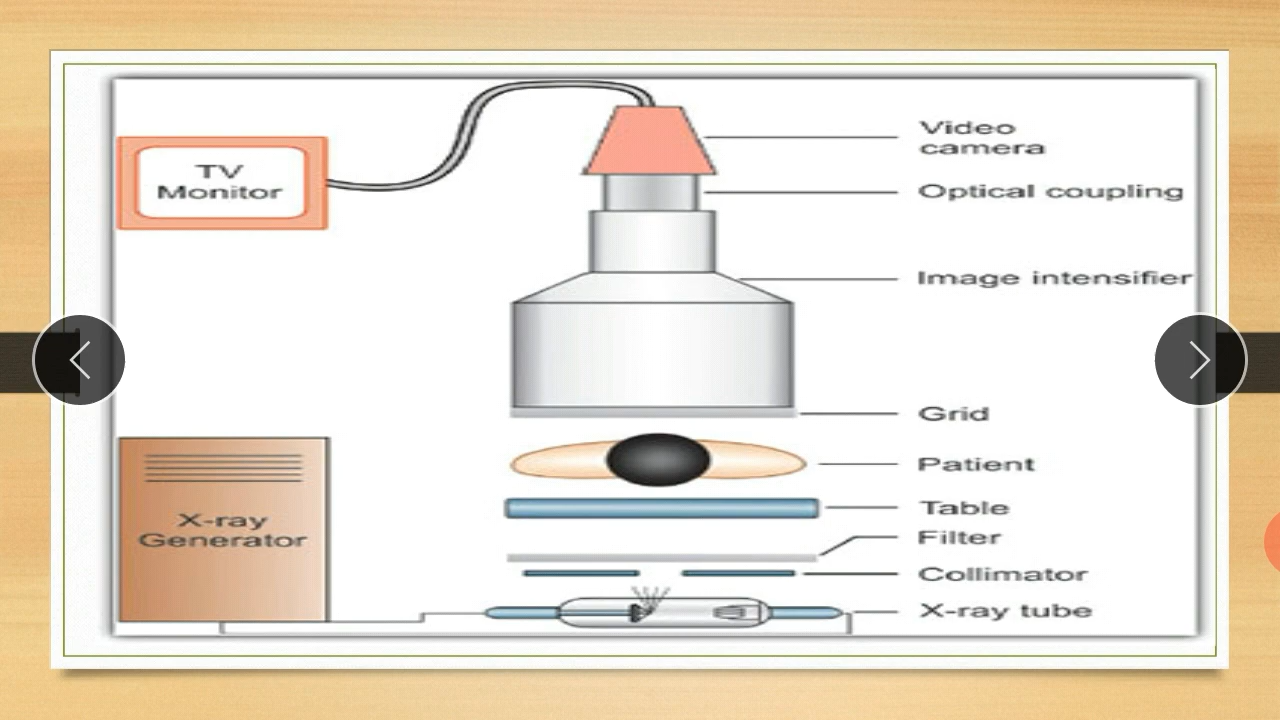 TV
Monitor
Video
camera
Optical coupling
Image intensifier
Grid
Patient
Table
Filter
Collimator
X-ray tube
X-ray
Generator